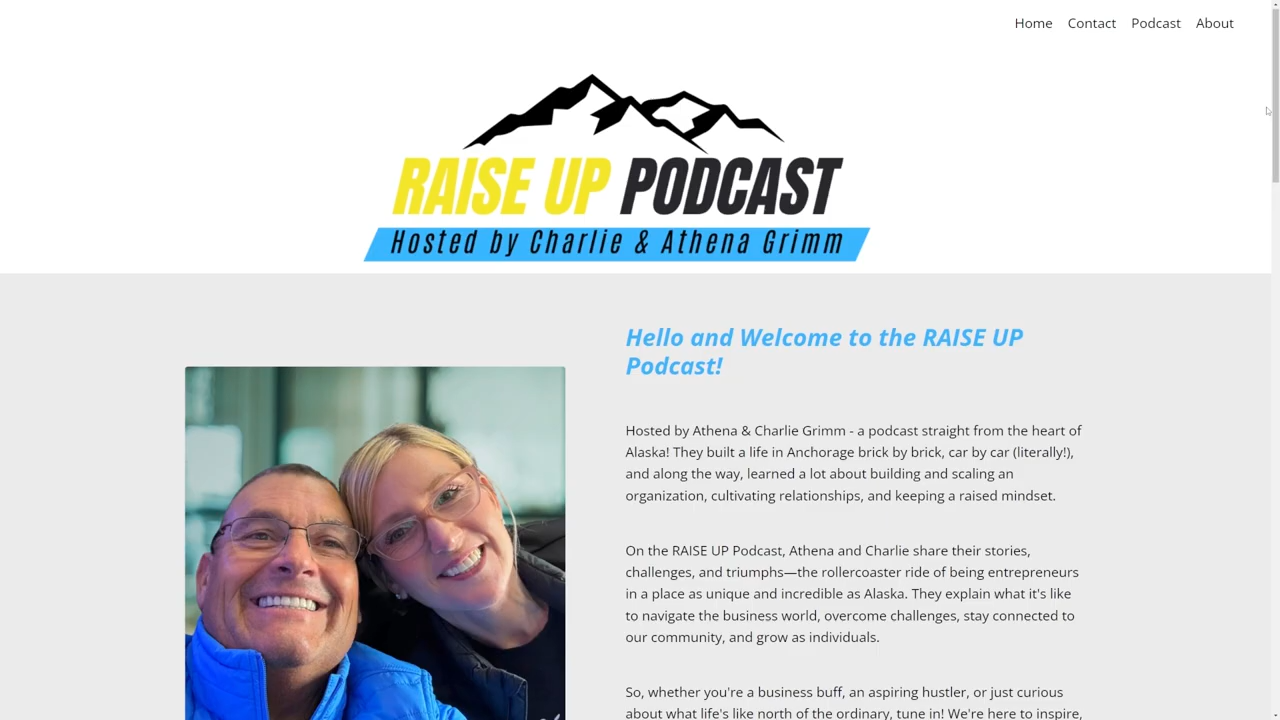 Home Contact Podcast About
RAISE UP PODCAST
Hosted by Charlie & Athena Grimm
Hello and Welcome to the RAISE UP
Podcast!
Hosted by Athena & Charlie Grimm - a podcast straight from the heart of
Alaska! They built a life in Anchorage brick by brick, car by car (literally!),
and along the way, learned a lot about building and scaling an
organization, cultivating relationships, and keeping a raised mindset.
On the RAISE UP Podcast, Athena and Charlie share their stories,
challenges, and triumphs—the rollercoaster ride of being entrepreneurs
in a place as unique and incredible as Alaska. They explain what it's like
to navigate the business world, overcome challenges, stay connected to
our community, and grow as individuals.
So, whether you're a business buff, an aspiring hustler, or just curious
about what life's like north of the ordinary, tune in! We're here to inspire,